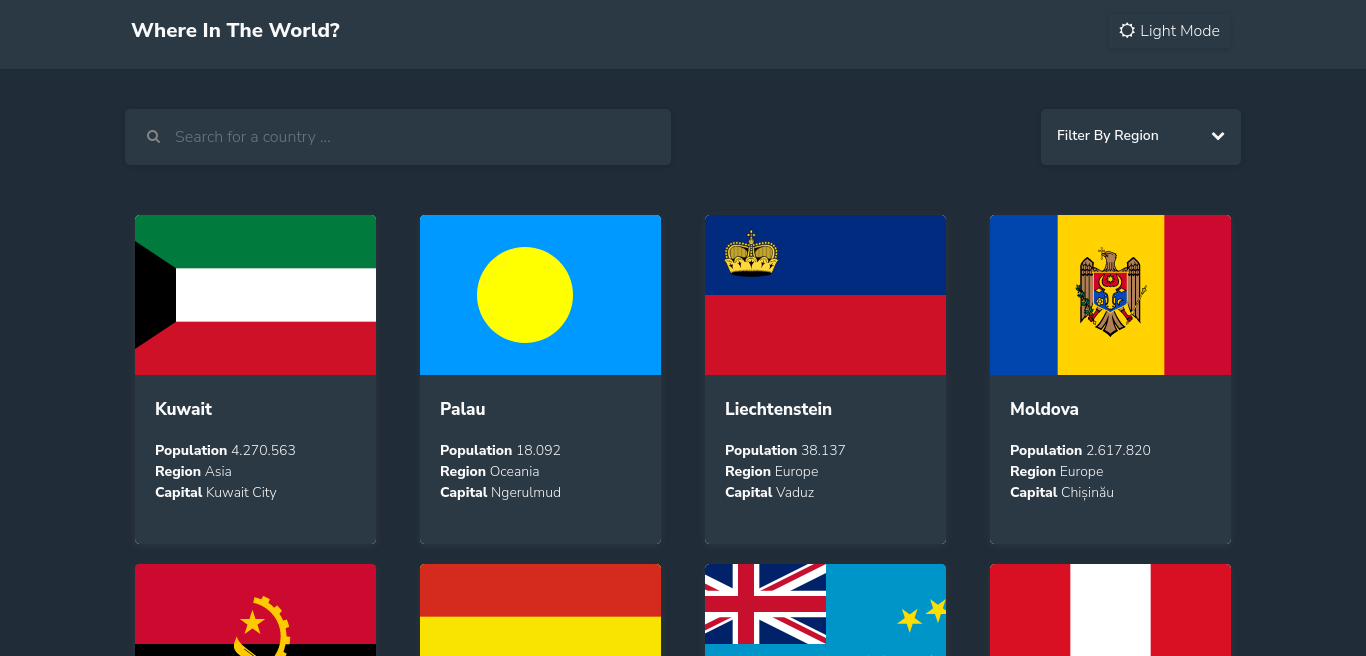 Where In The World?
Light Mode
Search for a country ...
Filter By Region
Kuwait
Population 4.270.563
Region Asia
Capital Kuwait City
Palau
Population 18.092
Region Oceania
Capital Ngerulmud
Liechtenstein
Population 38.137
Region Europe
Capital Vaduz
Moldova
Population 2.617.820
Region Europe
Capital Chișinău